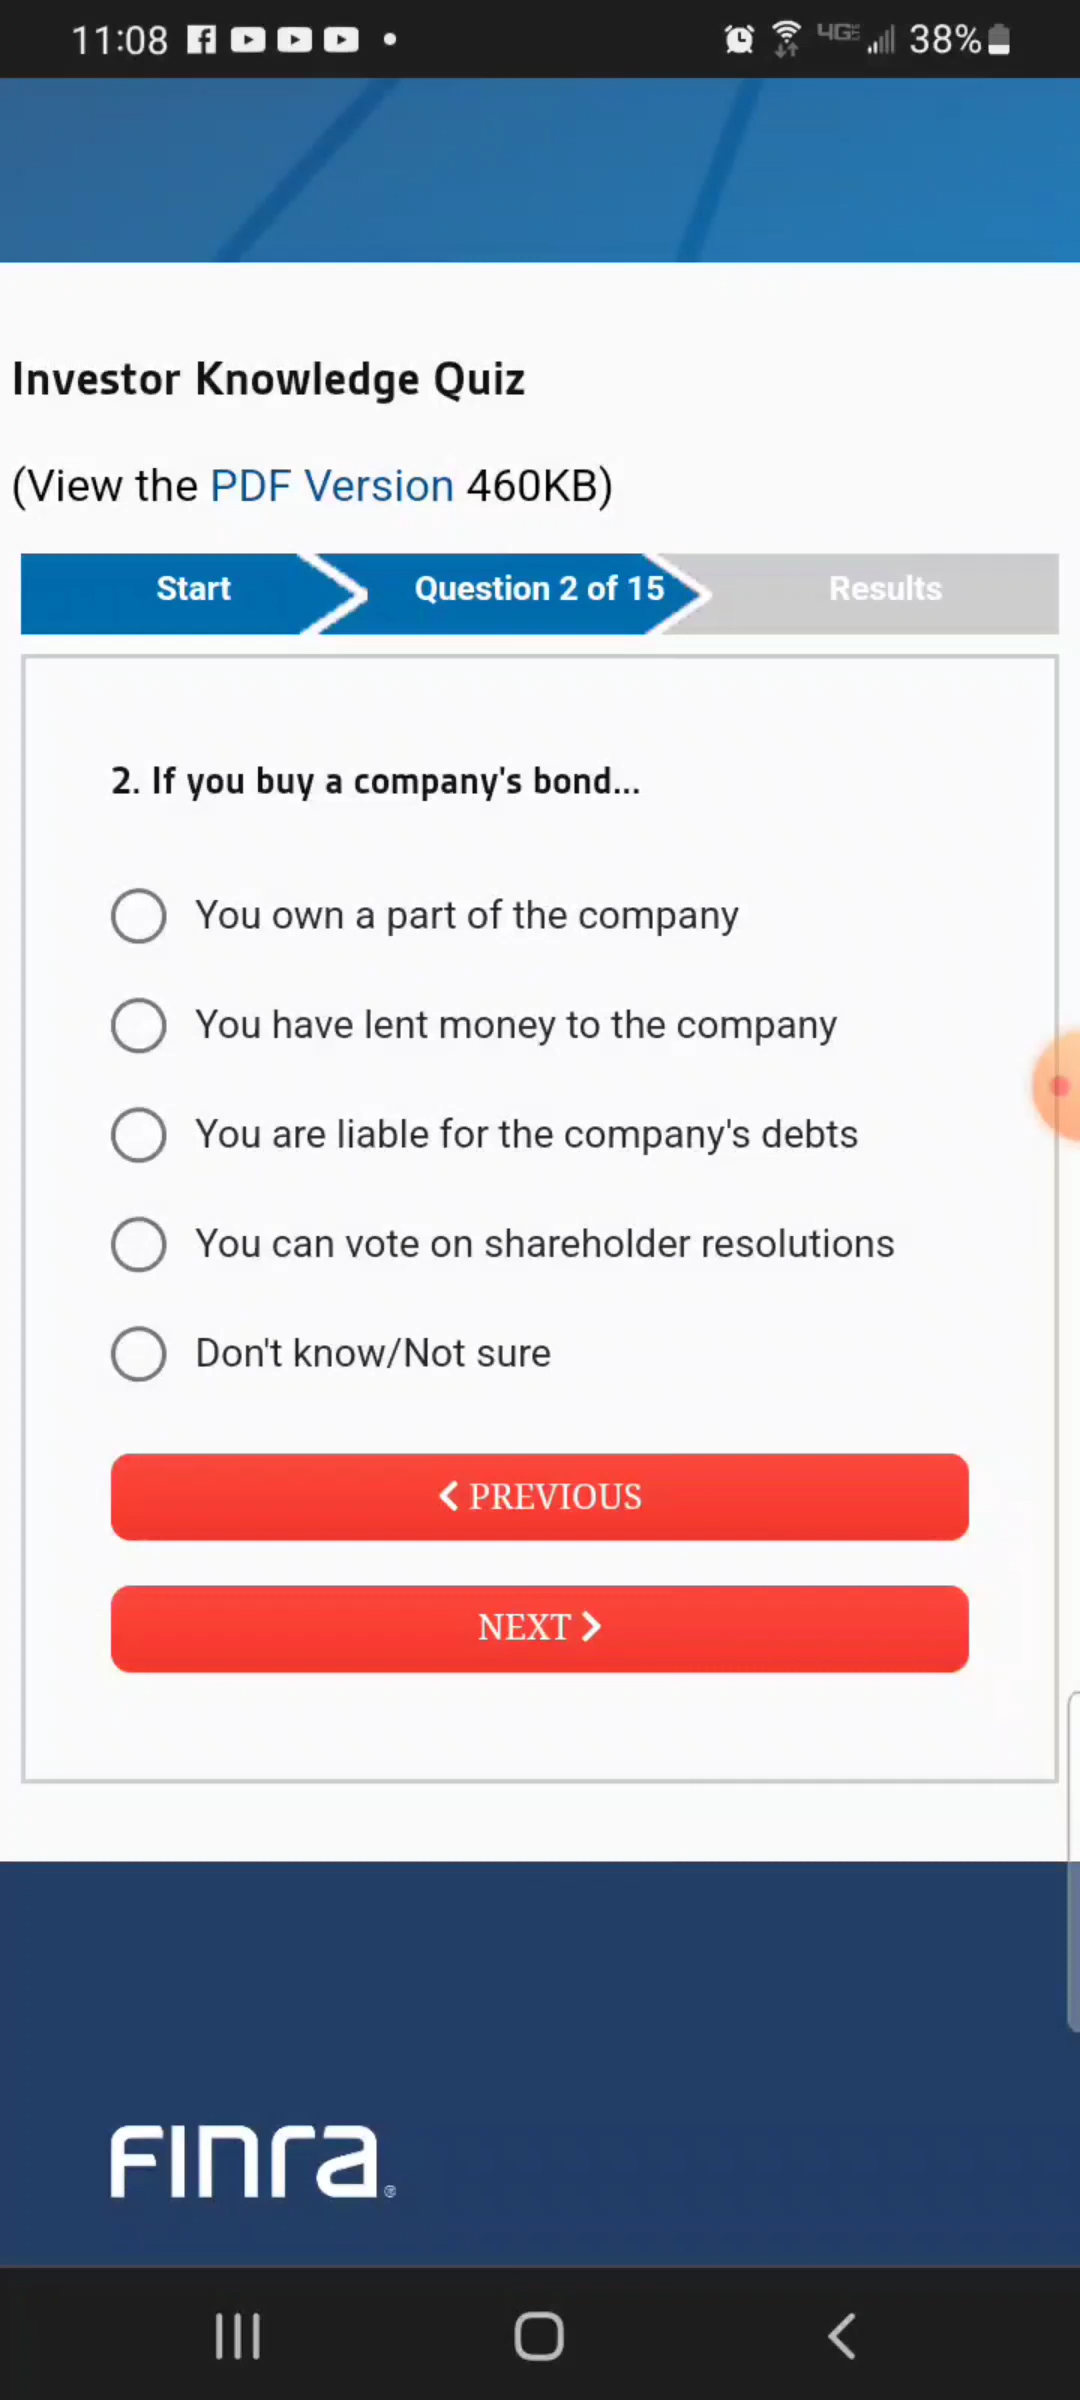 11:08
4G 38%
Investor Knowledge Quiz
(View the PDF Version 460KB)
Start
Question 2 of 15
Results
2. If you buy a company's bond...
You own a part of the company
You have lent money to the company
You are liable for the company's debts
You can vote on shareholder resolutions
Don't know/Not sure
PREVIOUS
NEXT
FINRA